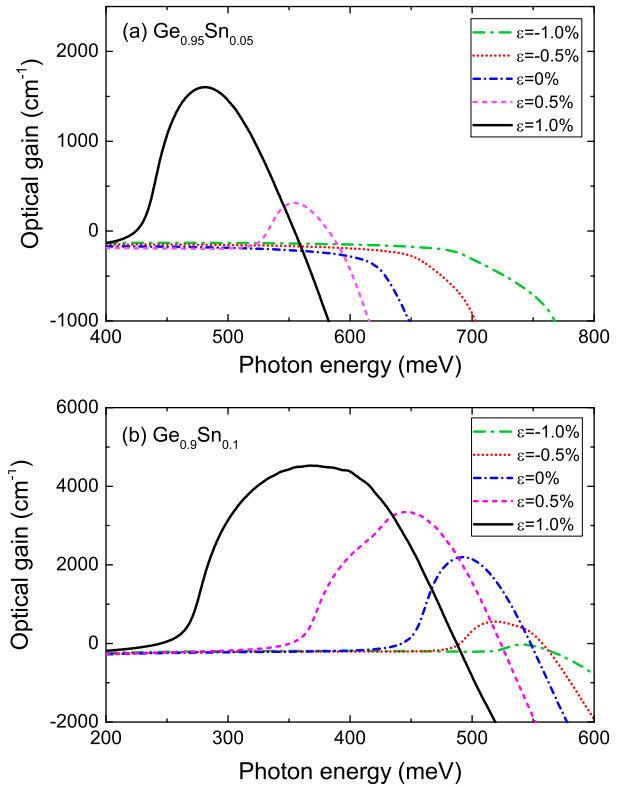 (a) Ge0.95Sn0.05
ε=-1.0%
ε=-0.5%
ε=0%
ε=0.5%
ε=1.0%
2000
1000
0
-1000
Optical gain (cm-1)
400 500 600 700 800
Photon energy (meV)
(b) Ge0.9Sn0.1
ε=-1.0%
ε=-0.5%
ε=0%
ε=0.5%
ε=1.0%
6000
4000
2000
0
-2000
Optical gain (cm-1)
200 300 400 500 600
Photon energy (meV)